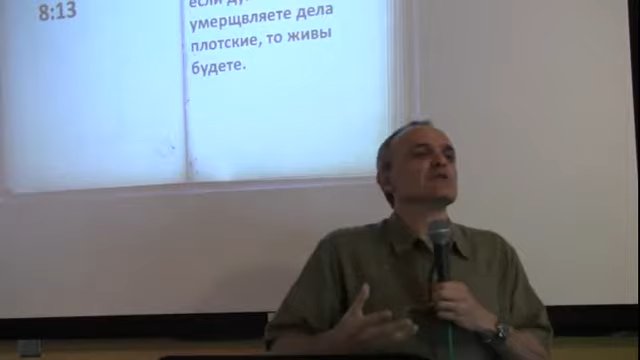 8:13
если
умерщвляете дела
плотские, то живы
будете.